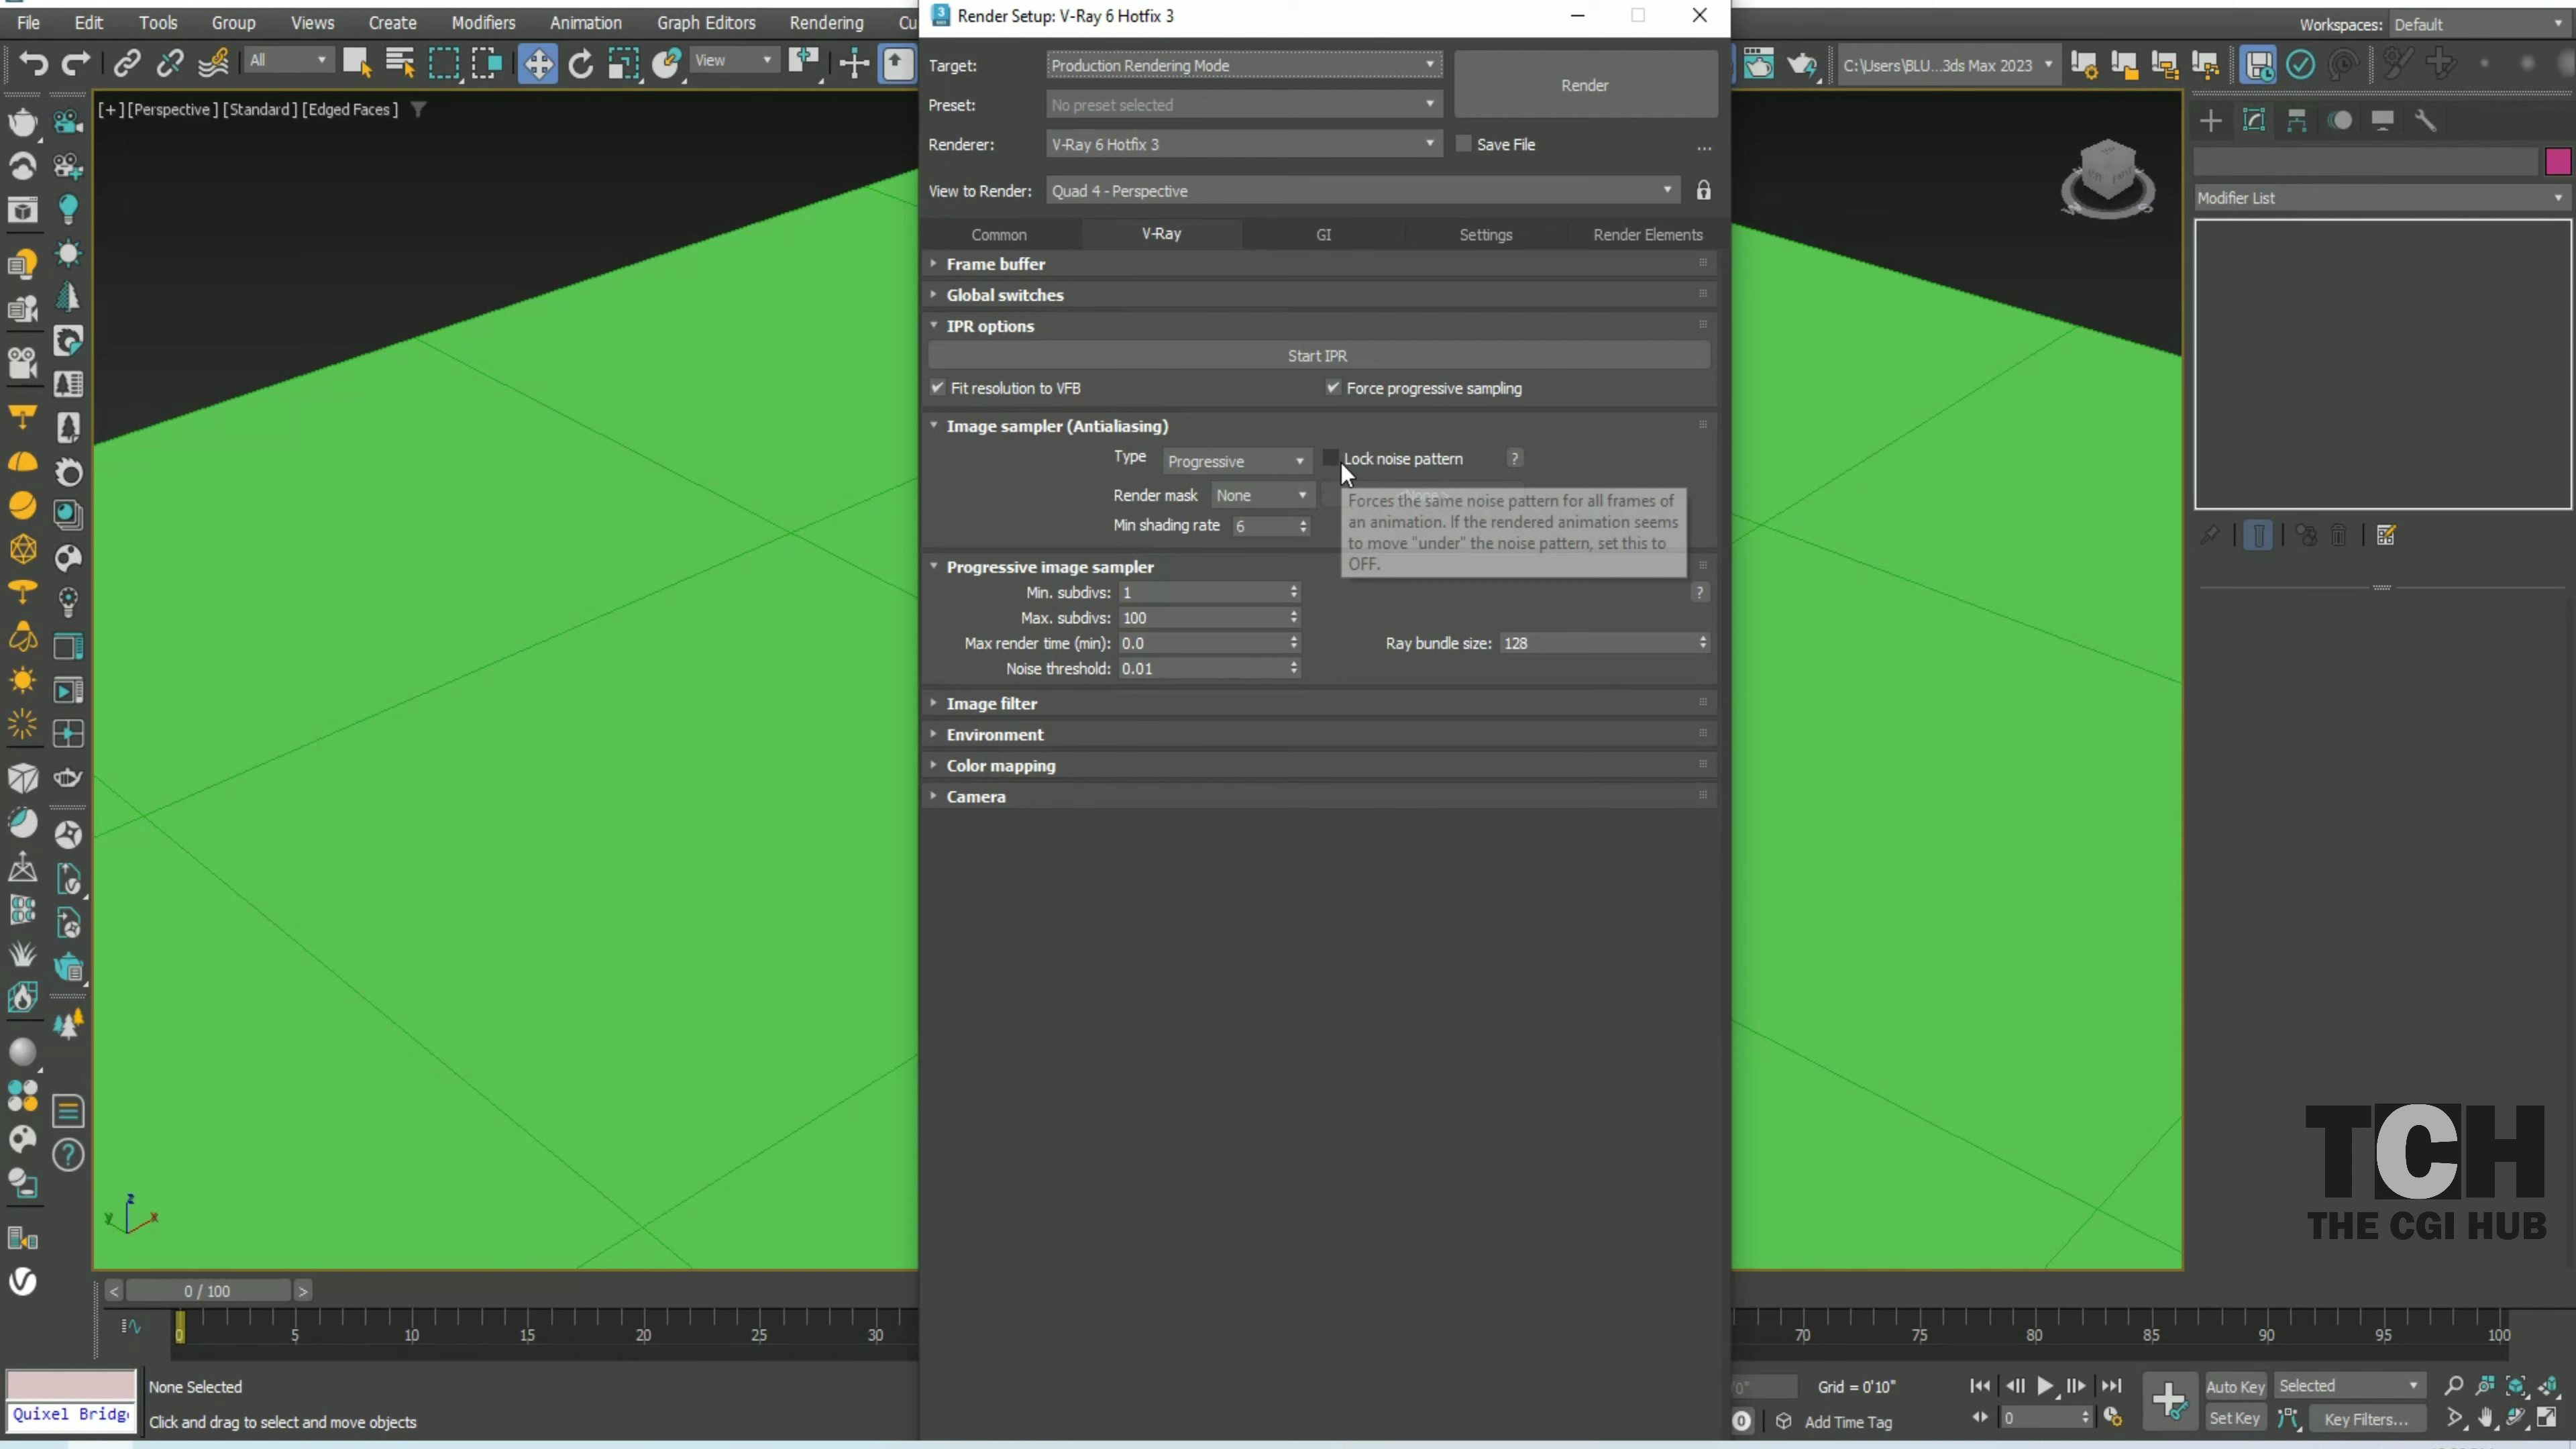 File Edit Tools Group Views Create Modifiers Animation Graph Editors Rendering Cu
Render Setup: V-Ray 6 Hotfix 3
Workspaces: Default
All
View
C:\Users\BLU...3ds Max 2023
[+] [Perspective ] [Standard ] [Edged Faces ]
Target: Production Rendering Mode
Render
Preset: No preset selected
Renderer: V-Ray 6 Hotfix 3
Save File
...
View to Render: Quad 4 - Perspective
Common V-Ray GI Settings Render Elements
Frame buffer
Global switches
IPR options
Start IPR
Fit resolution to VFB
Force progressive sampling
Image sampler (Antialiasing)
Type Progressive
Lock noise pattern ?
Render mask None
Min shading rate 6
Forces the same noise pattern for all frames of
an animation. If the rendered animation seems
to move "under" the noise pattern, set this to
OFF.
Progressive image sampler
Min. subdivs: 1 ?
Max. subdivs: 100
Max render time (min): 0.0
Ray bundle size: 128
Noise threshold: 0.01
Image filter
Environment
Color mapping
Camera
Modifier List
z
y x
TCH
THE CGI HUB
< 0 / 100 >
0 5 10 15 20 25 30 70 75 80 85 90 95 100
None Selected
Quixel Bridg
Click and drag to select and move objects
Grid = 0'10"
Add Time Tag
0
Auto Key Selected
Set Key Key Filters...